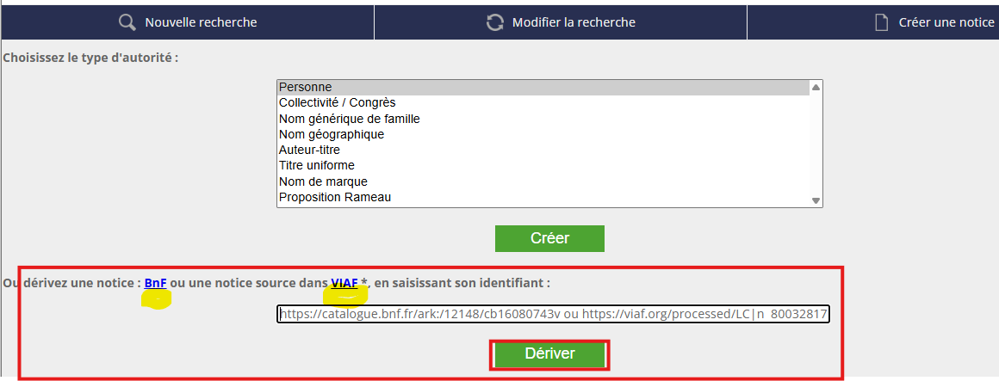 Nouvelle recherche Modifier la recherche Créer une notice
Choisissez le type d'autorité :
Personne
Collectivité / Congrès
Nom générique de famille
Nom géographique
Auteur-titre
Titre uniforme
Nom de marque
Proposition Rameau
Créer
Ou dérivez une notice : BnF ou une notice source dans VIAF *, en saisissant son identifiant :
https://catalogue.bnf.fr/ark:/12148/cb16080743v ou https://viaf.org/processed/LC|n 80032817
Dériver